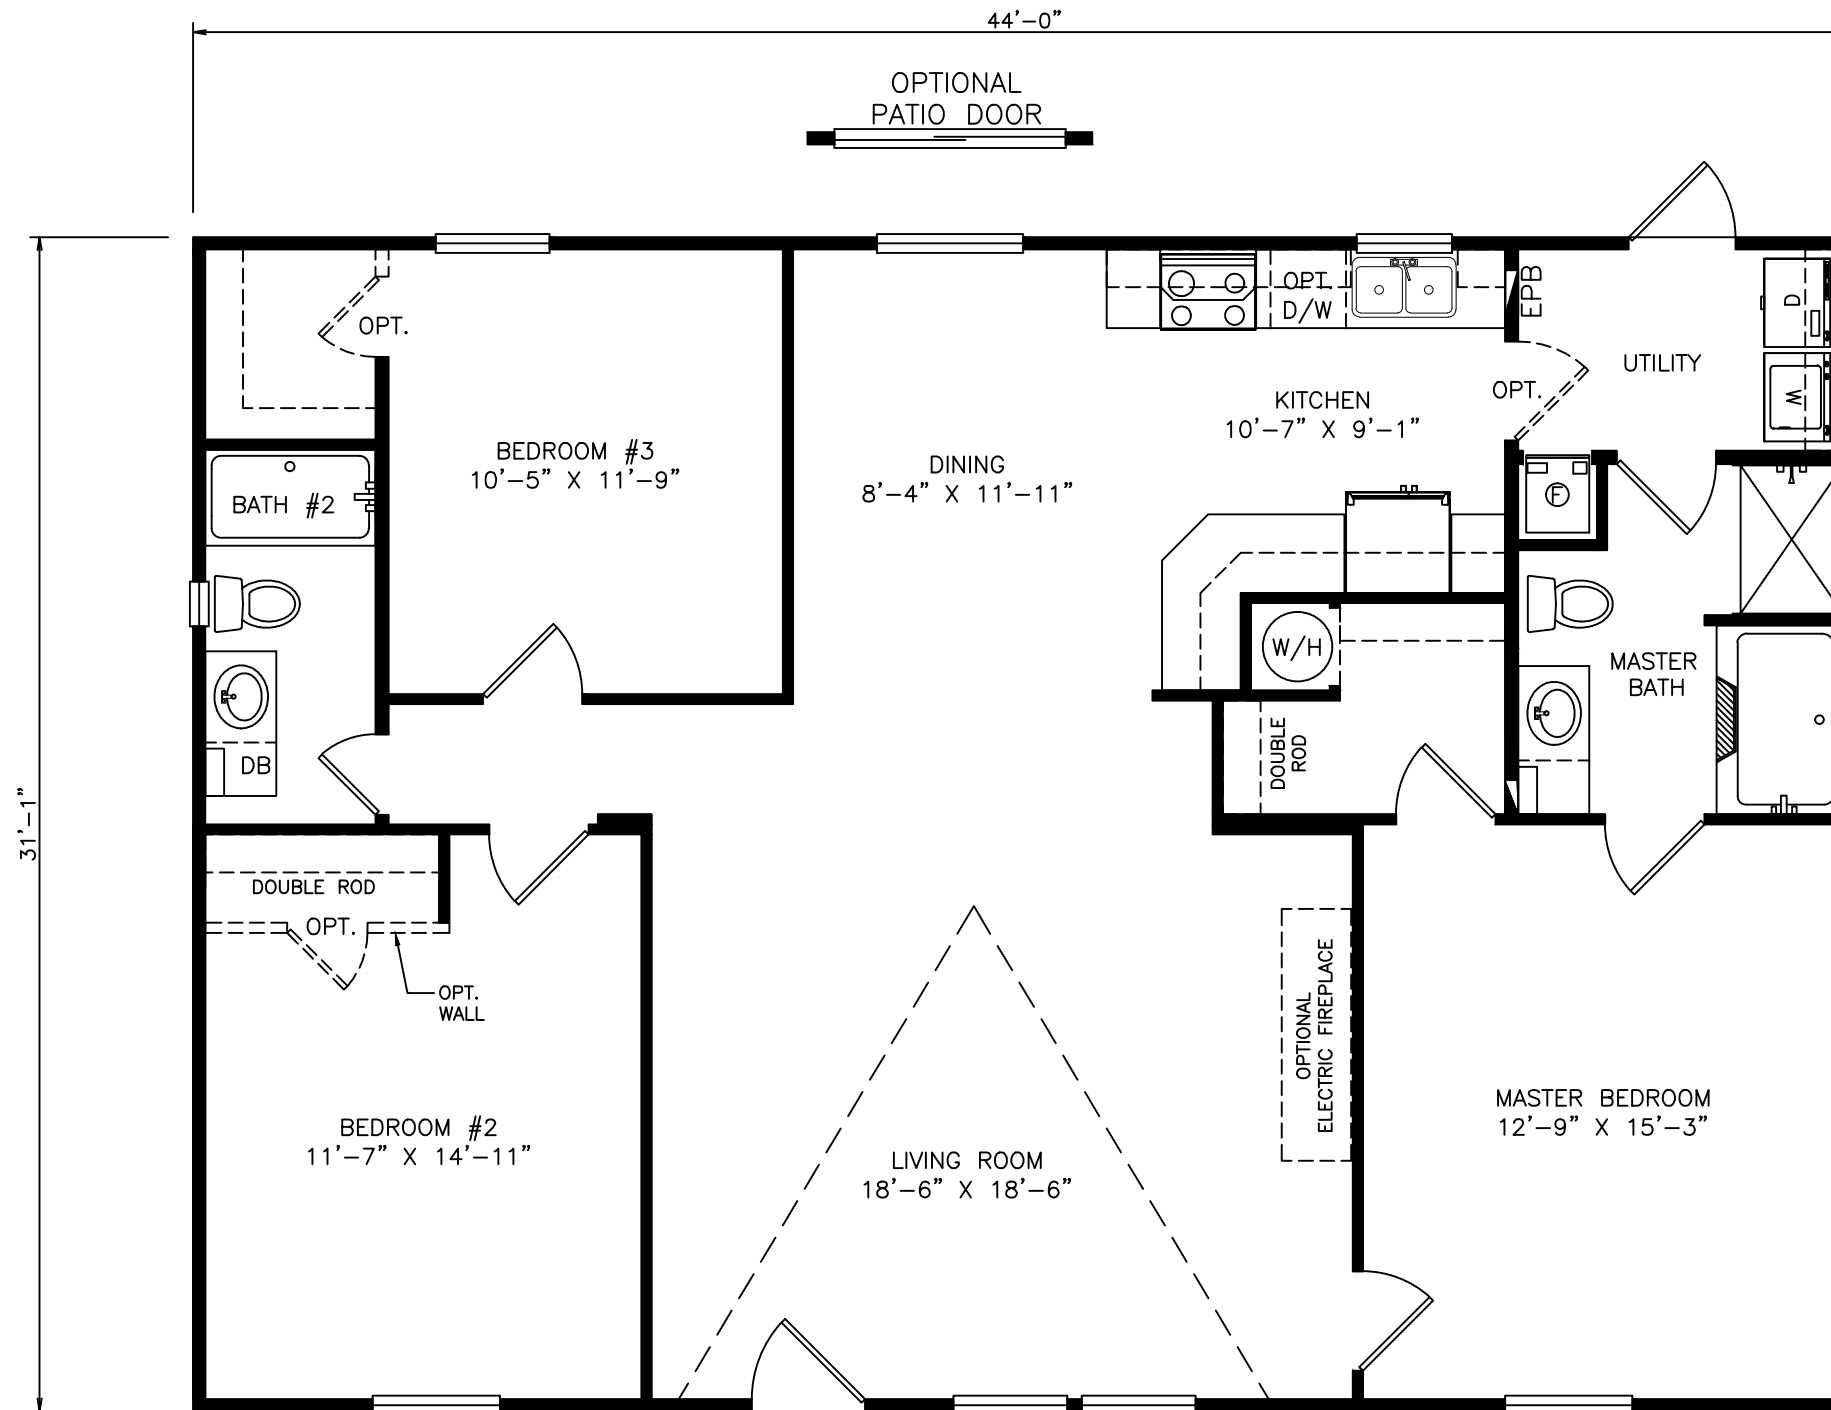 44'-0"
OPTIONAL
PATIO DOOR
OPT.
OPT.
D/W
EPB
D
UTILITY
OPT.
W
KITCHEN
10'-7" X 9'-1"
BEDROOM #3
10'-5" X 11'-9"
DINING
8'-4" X 11'-11"
BATH #2
F
W/H
MASTER
BATH
DOUBLE
ROD
DB
31'-1"
DOUBLE ROD
OPT.
OPT.
WALL
OPTIONAL
ELECTRIC FIREPLACE
BEDROOM #2
11'-7" X 14'-11"
LIVING ROOM
18'-6" X 18'-6"
MASTER BEDROOM
12'-9" X 15'-3"